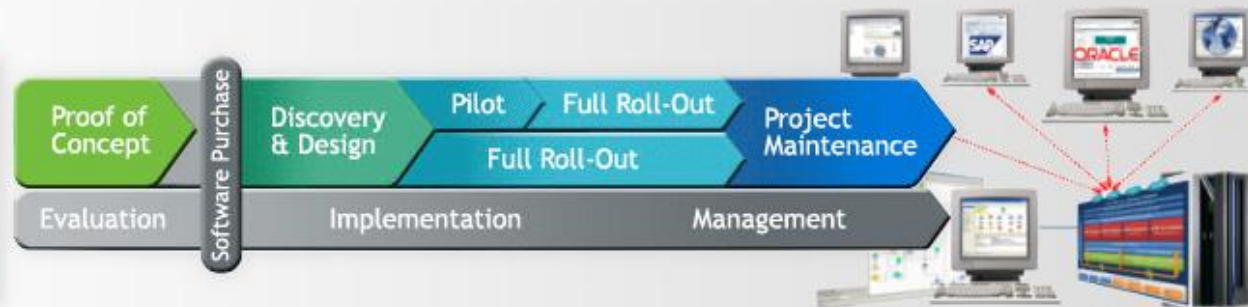 Proof of
Concept
Software Purchase
Discovery
& Design
Pilot
Full Roll-Out
Full Roll-Out
Project
Maintenance
Evaluation
Implementation
Management
SAP
ORACLE